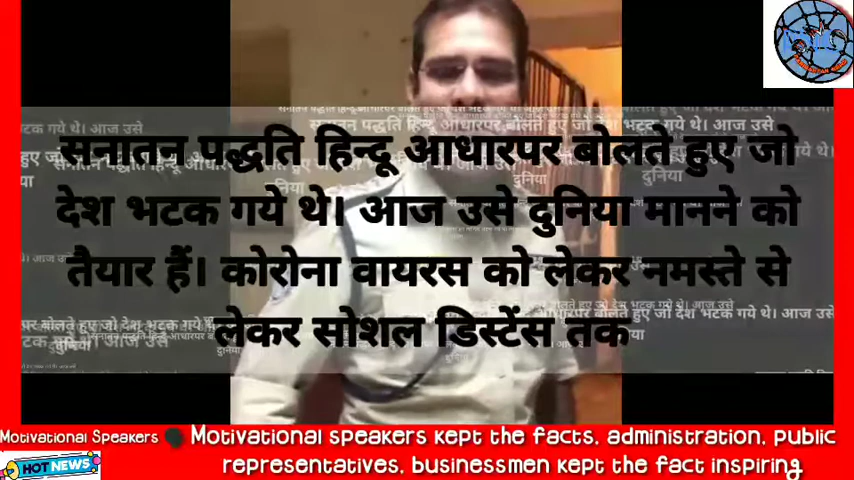 सनातन पद्धति हिन्दू आधारपर बोलते हुए जो
देश भटक गये थे। आज उसे दुनिया मानने को
तैयार हैं। कोरोना वायरस को लेकर नमस्ते से
लेकर सोशल डिस्टेंस तक
Motivational Speakers
Motivational speakers kept the facts, administration, public
representatives, businessmen kept the fact inspiring
HOT NEWS